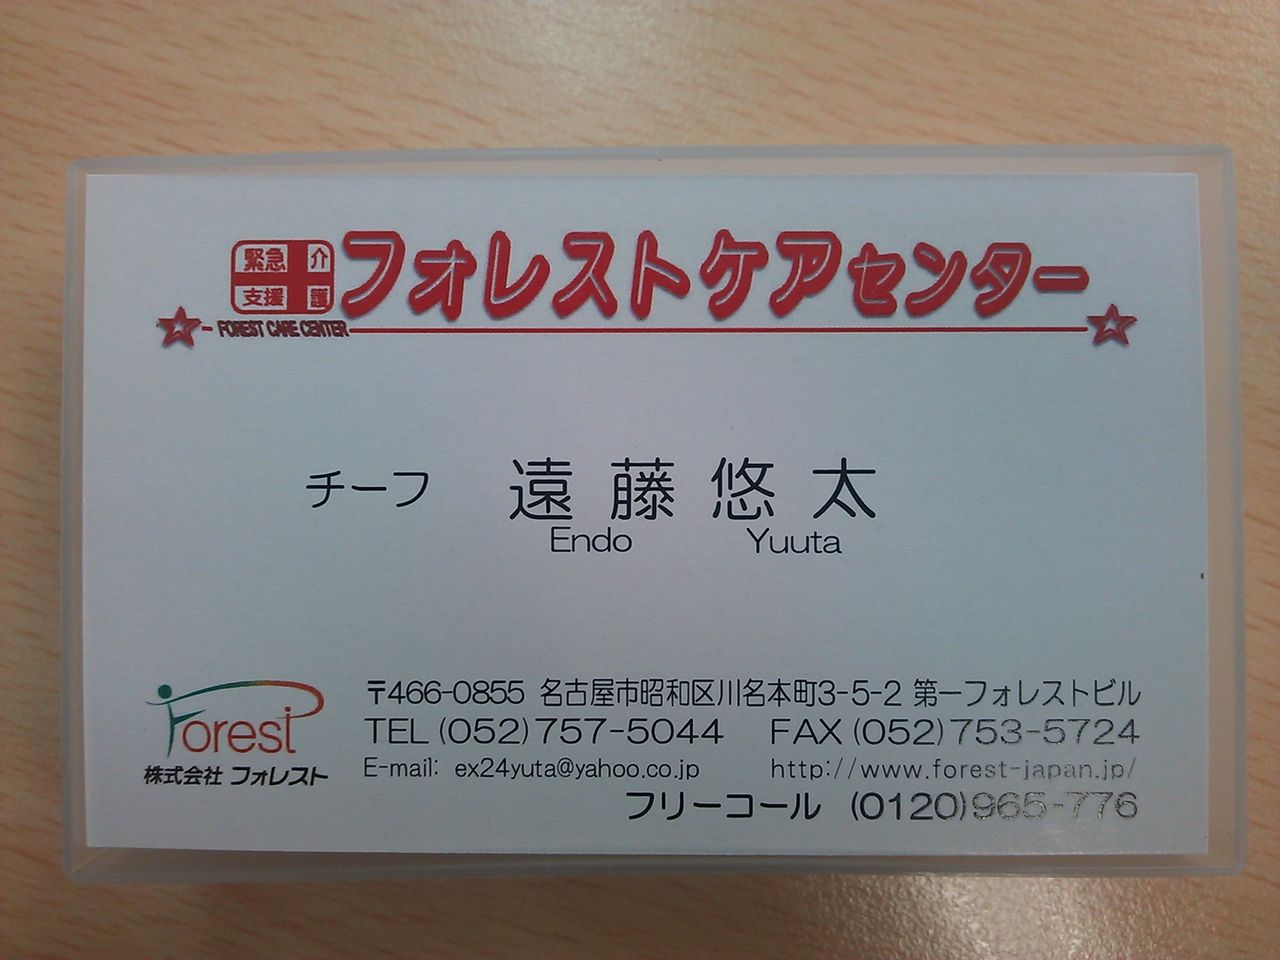 緊急 介
支援 護
フォレストケアセンター
FOREST CARE CENTER
チーフ 遠藤悠太
Endo Yuuta
Forest
株式会社 フォレスト
〒466-0855 名古屋市昭和区川名本町3-5-2 第一フォレストビル
TEL (052) 757-5044 FAX (052) 753-5724
E-mail: ex24yuta@yahoo.co.jp http://www.forest-japan.jp/
フリーコール (0120) 965-776